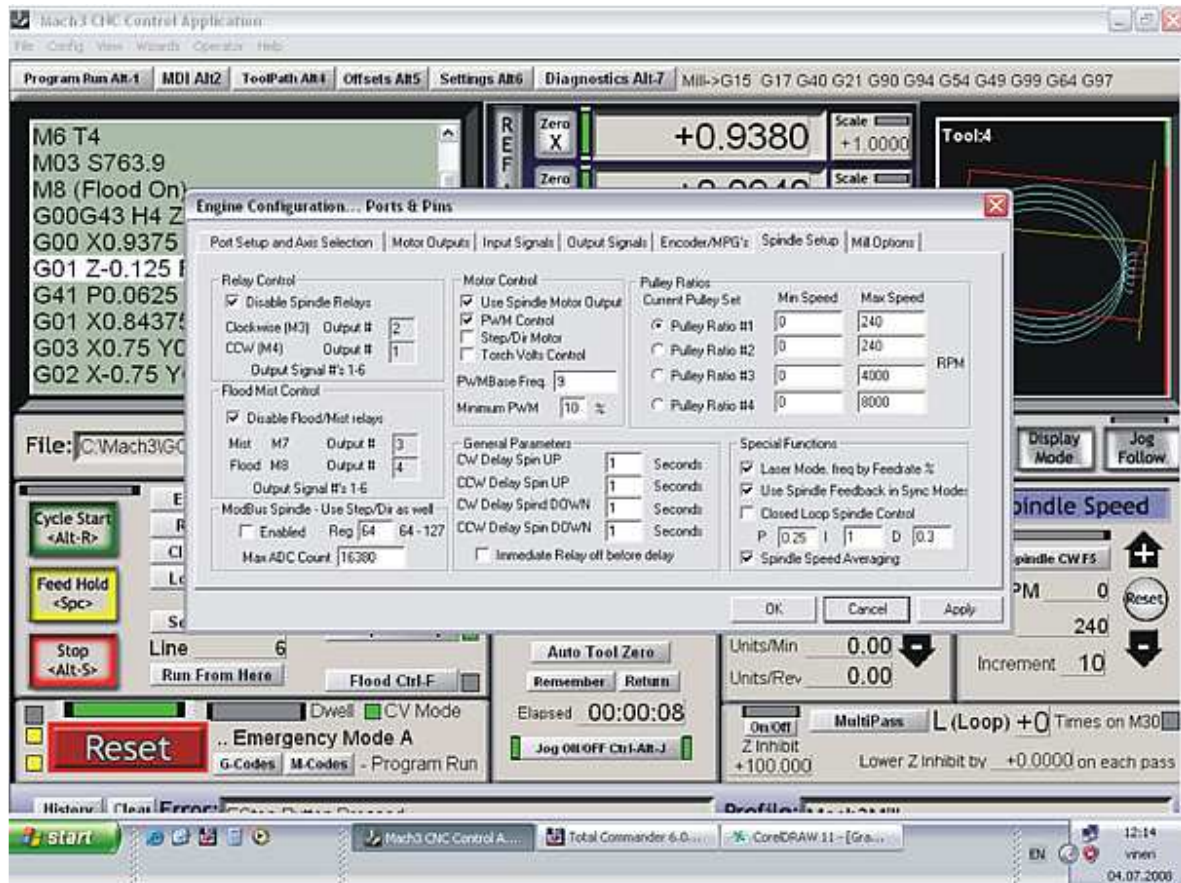 Mach3 CNC Control Application
File Config View Wizards Operator Help
Program Run Alt-1 MDI Alt2 ToolPath Alt4 Offsets Alt5 Settings Alt6 Diagnostics Alt-7 Mill->G15 G17 G40 G21 G90 G94 G54 G49 G99 G64 G97
M6 T4
M03 S763.9
M8 (Flood On)
G00G43 H4 Z
G00 X0.9375
G01 Z-0.125
G41 P0.0625
G01 X0.84375
G03 X0.75 Y0
G02 X-0.75 Y
REF
Zero X +0.9380 Scale +1.0000
Zero Scale
Tool:4
Engine Configuration... Ports & Pins
Port Setup and Axis Selection Motor Outputs Input Signals Output Signals Encoder/MPG's Spindle Setup Mill Options
Relay Control
Disable Spindle Relays
Clockwise (M3) Output # 2
CCW (M4) Output # 1
Output Signal #'s 1-6
Flood Mist Control
Disable Flood/Mist relays
Mist M7 Output # 3
Flood M8 Output # 4
Output Signal #'s 1-6
ModBus Spindle - Use Step/Dir as well
Enabled Reg 64 64 - 127
Max ADC Count 16380
Motor Control
Use Spindle Motor Output
PWM Control
Step/Dir Motor
Torch Volts Control
PWMBase Freq. 9
Minimum PWM 10 %
General Parameters
CW Delay Spin UP 1 Seconds
CCW Delay Spin UP 1 Seconds
CW Delay Spind DOWN 1 Seconds
CCW Delay Spin DOWN 1 Seconds
Immediate Relay off before delay
Pulley Ratios
Current Pulley Set Min Speed Max Speed
Pulley Ratio #1 0 240
Pulley Ratio #2 0 240
Pulley Ratio #3 0 4000
Pulley Ratio #4 0 8000
RPM
Special Functions
Laser Mode. freq by Feedrate %
Use Spindle Feedback in Sync Modes
Closed Loop Spindle Control
P 0.25 I 1 D 0.3
Spindle Speed Averaging
OK Cancel Apply
File: C:\Mach3\GC
Display Mode Jog Follow
Cycle Start <Alt-R>
Feed Hold <Spc>
Stop <Alt-S>
Line 6
Run From Here
Flood Ctrl-F
Auto Tool Zero
Remember Return
Elapsed 00:00:08
Jog ON/OFF Ctrl-Alt-J
Units/Min 0.00
Units/Rev 0.00
Spindle Speed
Spindle CW F5
PM 0
Reset
240
Increment 10
Dwell CV Mode
Reset
.. Emergency Mode A
G-Codes M-Codes - Program Run
On/Off MultiPass L (Loop) +0 Times on M30
Z Inhibit
+100.000 Lower Z Inhibit by +0.0000 on each pass
History Clear Error:
Profile: Mach3Mill
start Mach3 CNC Control A... Total Commander 6.0... CorelDRAW 11 - [Gra...
EN 12:14
vinen
04.07.2008